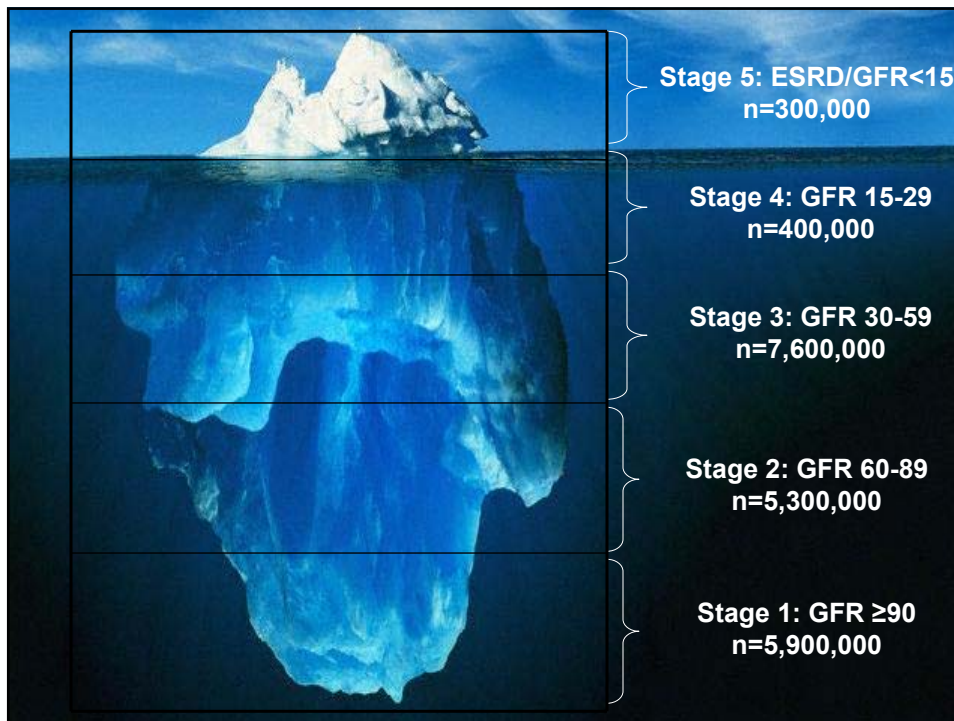 Stage 5: ESRD/GFR<15
n=300,000
Stage 4: GFR 15-29
n=400,000
Stage 3: GFR 30-59
n=7,600,000
Stage 2: GFR 60-89
n=5,300,000
Stage 1: GFR ≥90
n=5,900,000